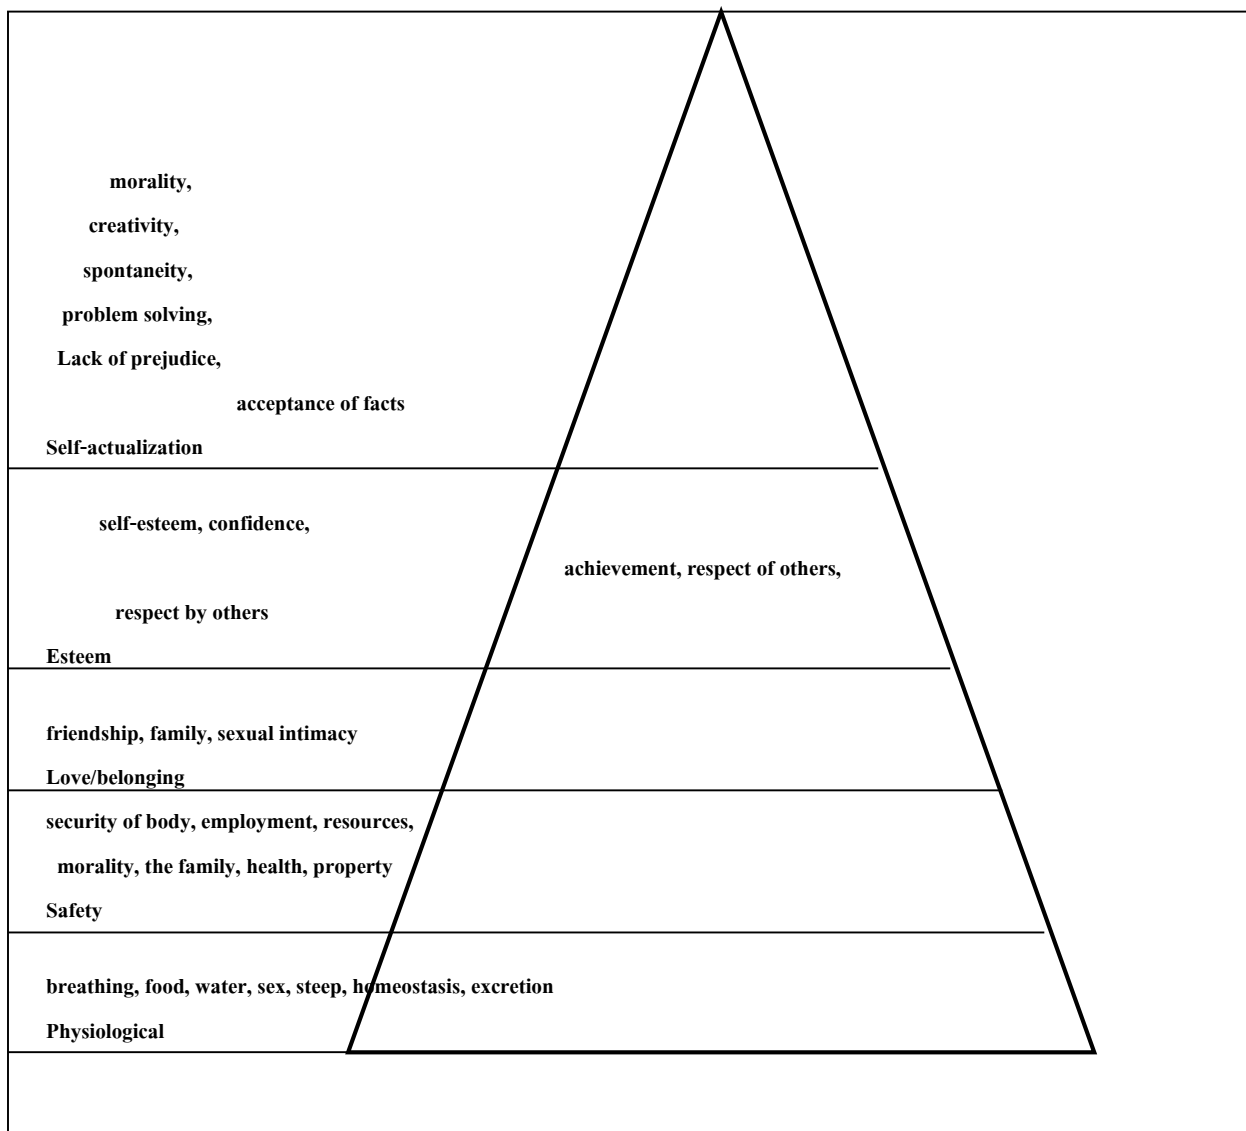 morality,
creativity,
spontaneity,
problem solving,
Lack of prejudice,
acceptance of facts
Self-actualization
self-esteem, confidence,
achievement, respect of others,
respect by others
Esteem
friendship, family, sexual intimacy
Love/belonging
security of body, employment, resources,
morality, the family, health, property
Safety
breathing, food, water, sex, steep, homeostasis, excretion
Physiological